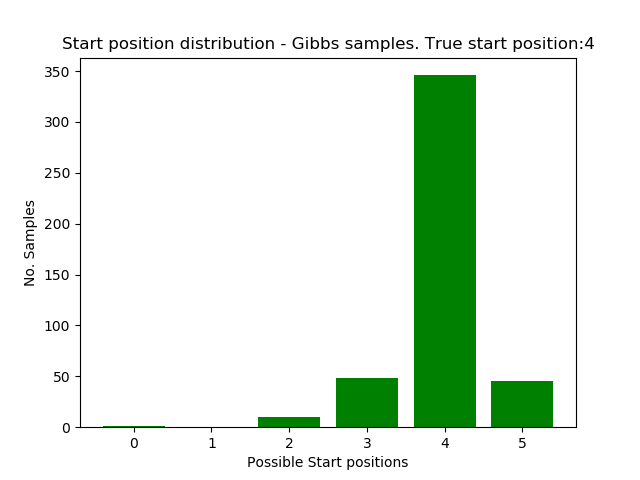 Start position distribution - Gibbs samples. True start position:4
350
300
250
200
150
100
50
0
No. Samples
0 1 2 3 4 5
Possible Start positions